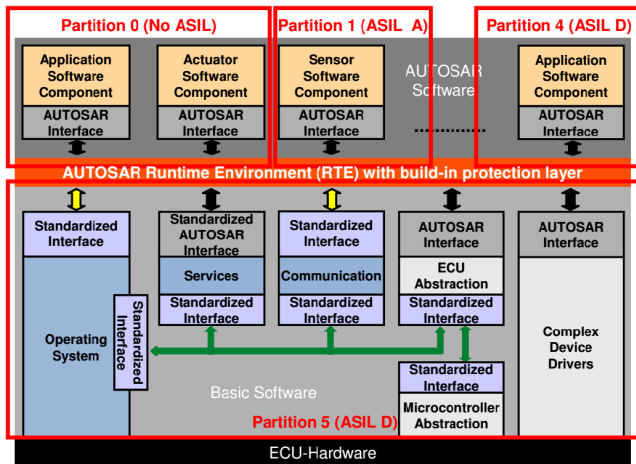 Partition 0 (No ASIL)
Partition 1 (ASIL A)
Partition 4 (ASIL D)
Application
Software
Component
AUTOSAR
Interface
Actuator
Software
Component
AUTOSAR
Interface
Sensor
Software
Component
AUTOSAR
Interface
AUTOSAR
Software
..............
Application
Software
Component
AUTOSAR
Interface
AUTOSAR Runtime Environment (RTE) with build-in protection layer
Standardized
Interface
Operating
System
Standardized
Interface
Standardized
AUTOSAR
Interface
Services
Standardized
Interface
Standardized
Interface
Communication
Standardized
Interface
AUTOSAR
Interface
ECU
Abstraction
Standardized
Interface
Standardized
Interface
Microcontroller
Abstraction
AUTOSAR
Interface
Complex
Device
Drivers
Basic Software
Partition 5 (ASIL D)
ECU-Hardware